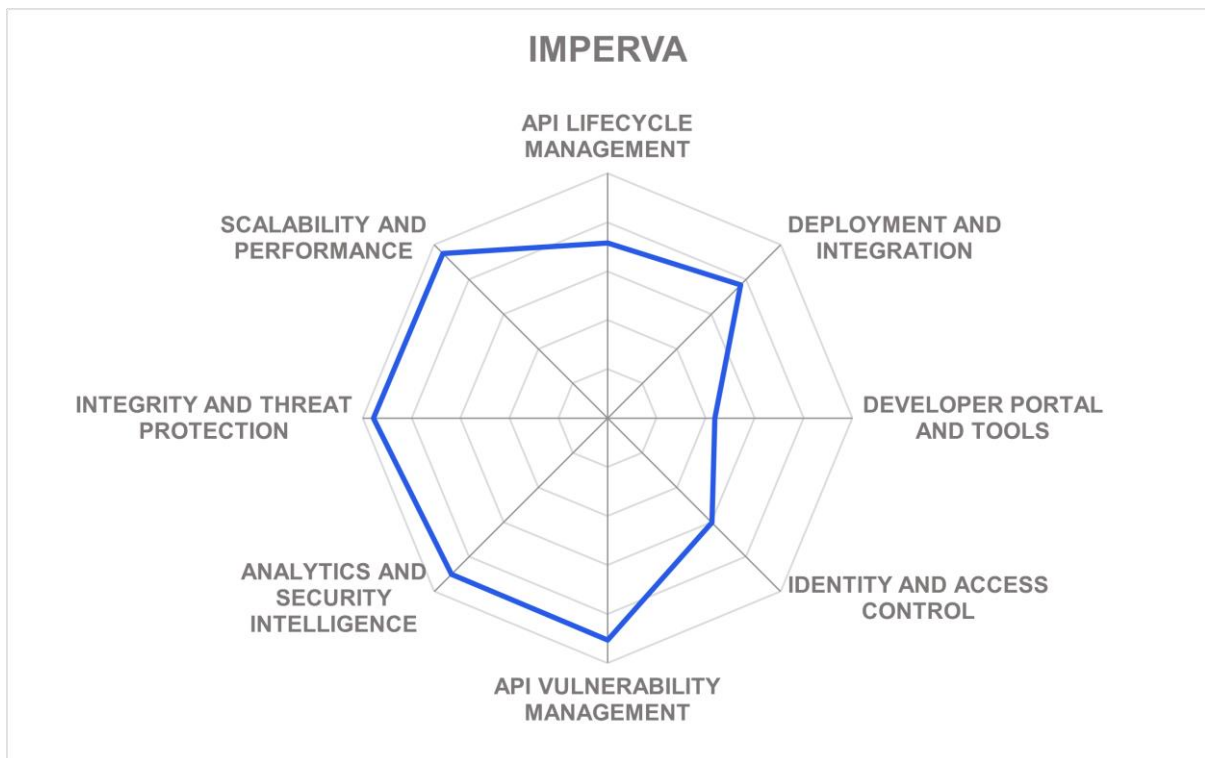 IMPERVA
API LIFECYCLE
MANAGEMENT
SCALABILITY AND
PERFORMANCE
DEPLOYMENT AND
INTEGRATION
INTEGRITY AND THREAT
PROTECTION
DEVELOPER PORTAL
AND TOOLS
ANALYTICS AND
SECURITY
INTELLIGENCE
IDENTITY AND ACCESS
CONTROL
API VULNERABILITY
MANAGEMENT